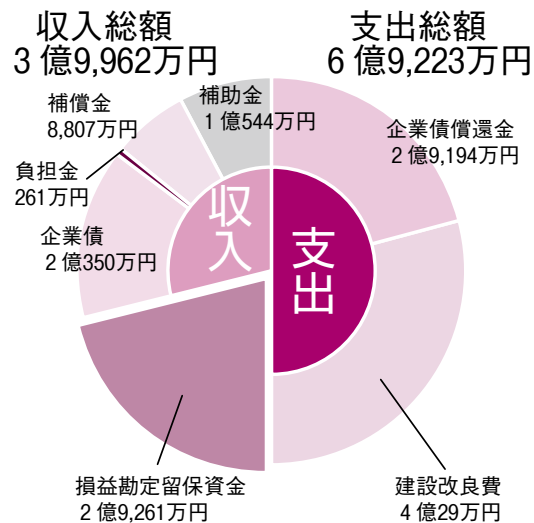 収入総額
3億9,962万円
支出総額
6億9,223万円
補償金
8,807万円
補助金
1億544万円
負担金
261万円
企業債
2億350万円
企業債償還金
2億9,194万円
収入
支出
損益勘定留保資金
2億9,261万円
建設改良費
4億29万円